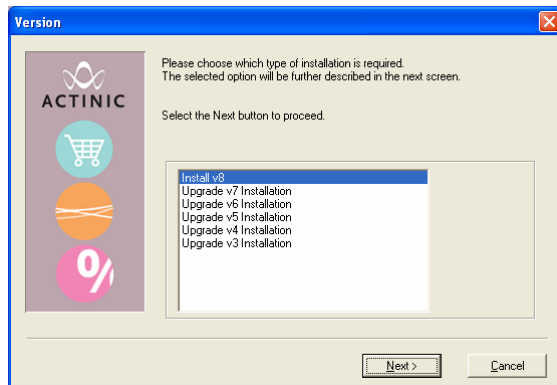 Version
ACTINIC
%
Please choose which type of installation is required.
The selected option will be further described in the next screen.
Select the Next button to proceed.
Install v8
Upgrade v7 Installation
Upgrade v6 Installation
Upgrade v5 Installation
Upgrade v4 Installation
Upgrade v3 Installation
Next >
Cancel